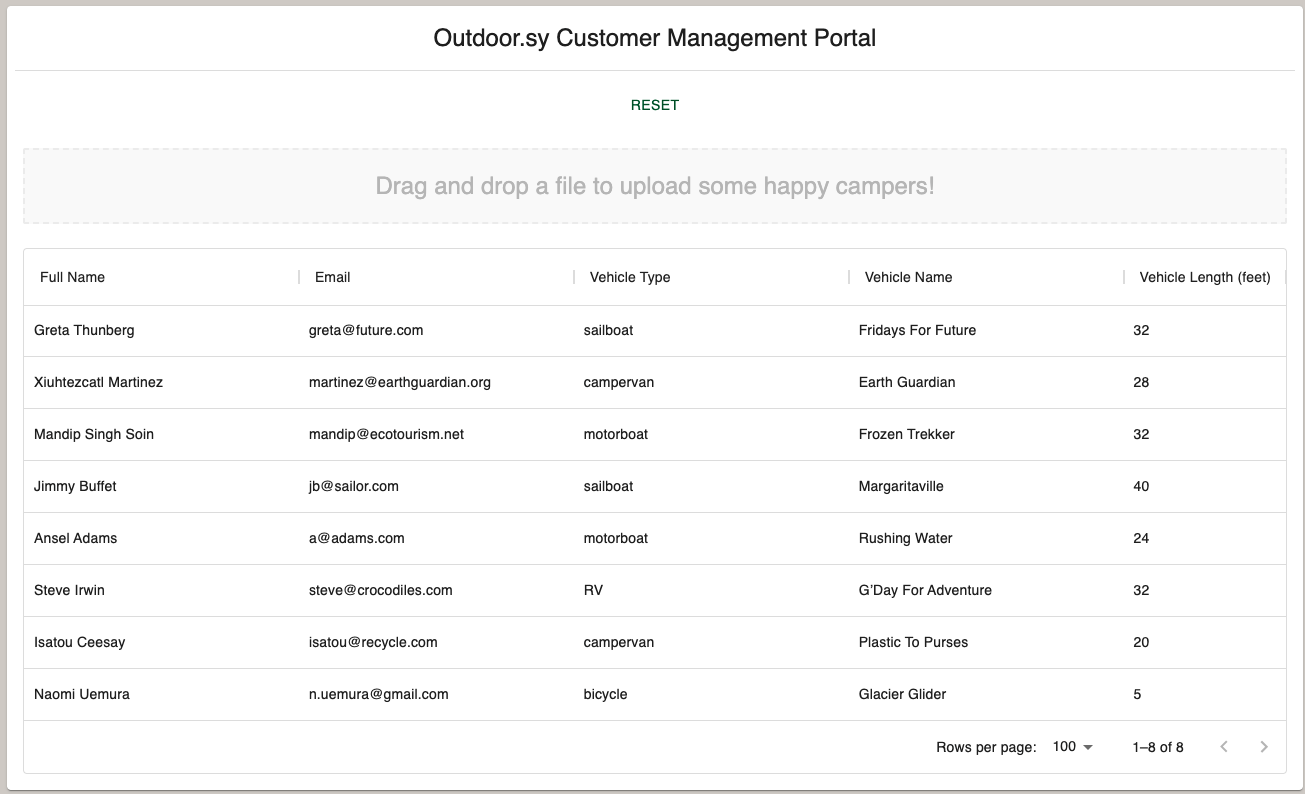 Outdoor.sy Customer Management Portal
RESET
Drag and drop a file to upload some happy campers!
Full Name Email Vehicle Type Vehicle Name Vehicle Length (feet)
Greta Thunberg greta@future.com sailboat Fridays For Future 32
Xiuhtezcatl Martinez martinez@earthguardian.org campervan Earth Guardian 28
Mandip Singh Soin mandip@ecotourism.net motorboat Frozen Trekker 32
Jimmy Buffet jb@sailor.com sailboat Margaritaville 40
Ansel Adams a@adams.com motorboat Rushing Water 24
Steve Irwin steve@crocodiles.com RV G’Day For Adventure 32
Isatou Ceesay isatou@recycle.com campervan Plastic To Purses 20
Naomi Uemura n.uemura@gmail.com bicycle Glacier Glider 5
Rows per page: 100 1–8 of 8